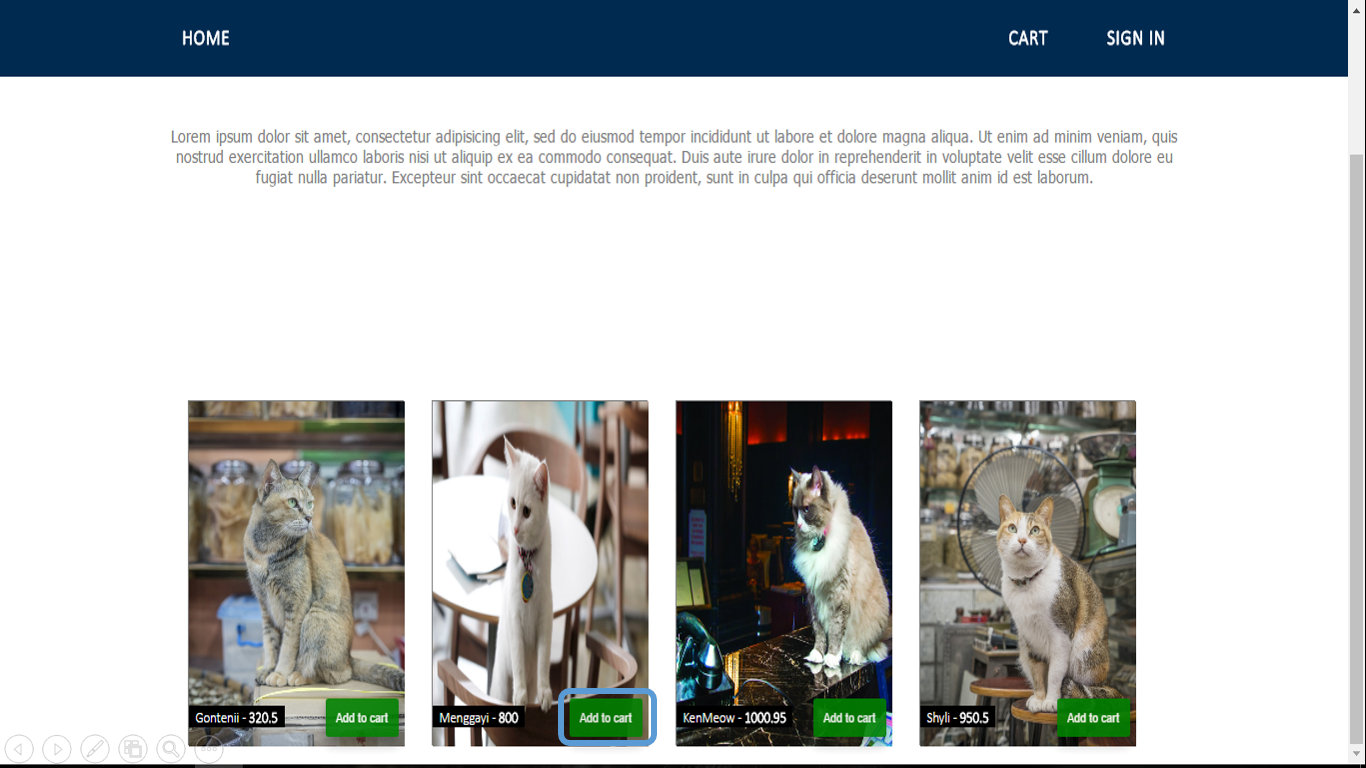 HOME CART SIGN IN
Lorem ipsum dolor sit amet, consectetur adipisicing elit, sed do eiusmod tempor incididunt ut labore et dolore magna aliqua. Ut enim ad minim veniam, quis
nostrud exercitation ullamco laboris nisi ut aliquip ex ea commodo consequat. Duis aute irure dolor in reprehenderit in voluptate velit esse cillum dolore eu
fugiat nulla pariatur. Excepteur sint occaecat cupidatat non proident, sunt in culpa qui officia deserunt mollit anim id est laborum.
Gontenii - 320.5 Add to cart
Menggayi - 800 Add to cart
KenMeow - 1000.95 Add to cart
Shyli - 950.5 Add to cart